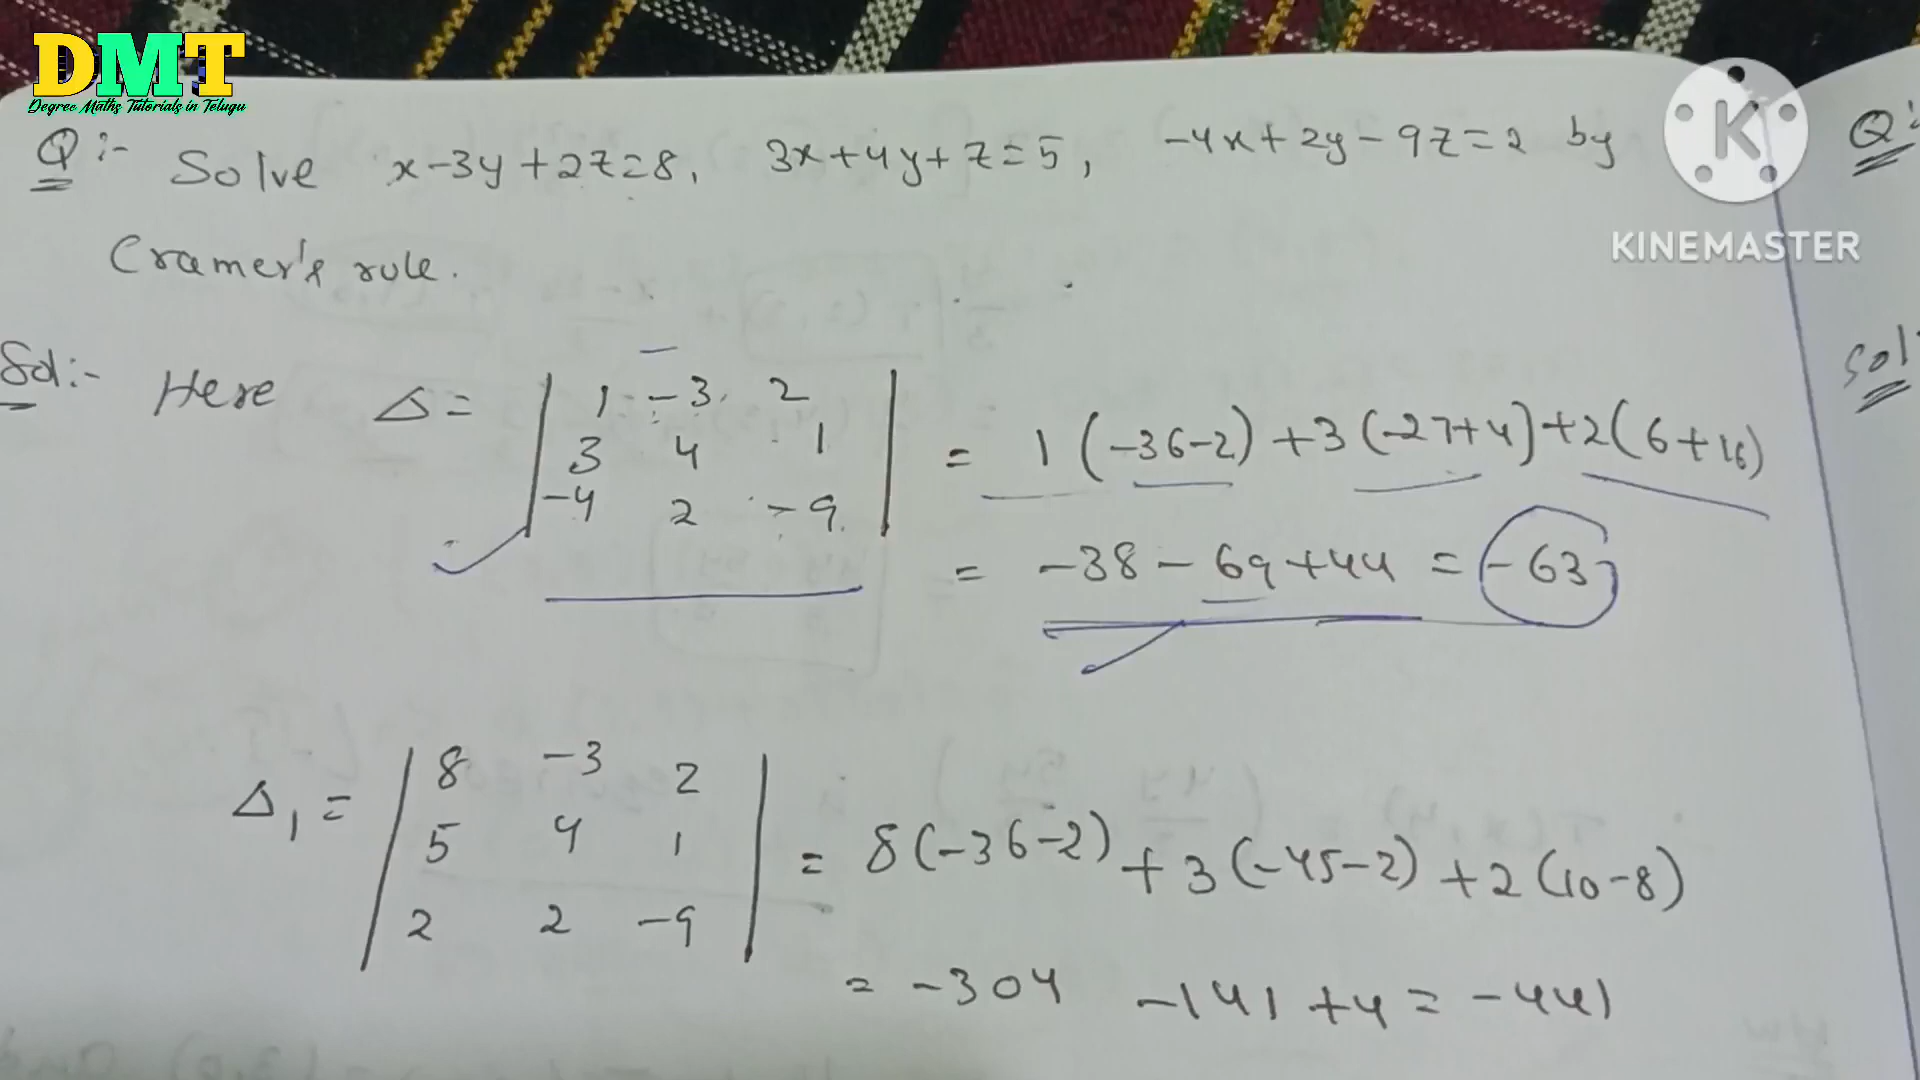 DMT
Degree Maths Tutorials in Telugu
K
KINEMASTER
Q:- Solve x-3y+2z=8, 3x+4y+z=5, -4x+2y-9z=2 by
Cramer's rule.
Sol:- Here Δ = | 1 -3 2 |
| 3 4 1 |
| -4 2 -9 |
= 1(-36-2)+3(-27+4)+2(6+16)
= -38-69+44 = -63
Δ₁ = | 8 -3 2 |
| 5 4 1 |
| 2 2 -9 |
= 8(-36-2)+3(-45-2)+2(10-8)
= -304 -141+4 = -441
Q:
Sol